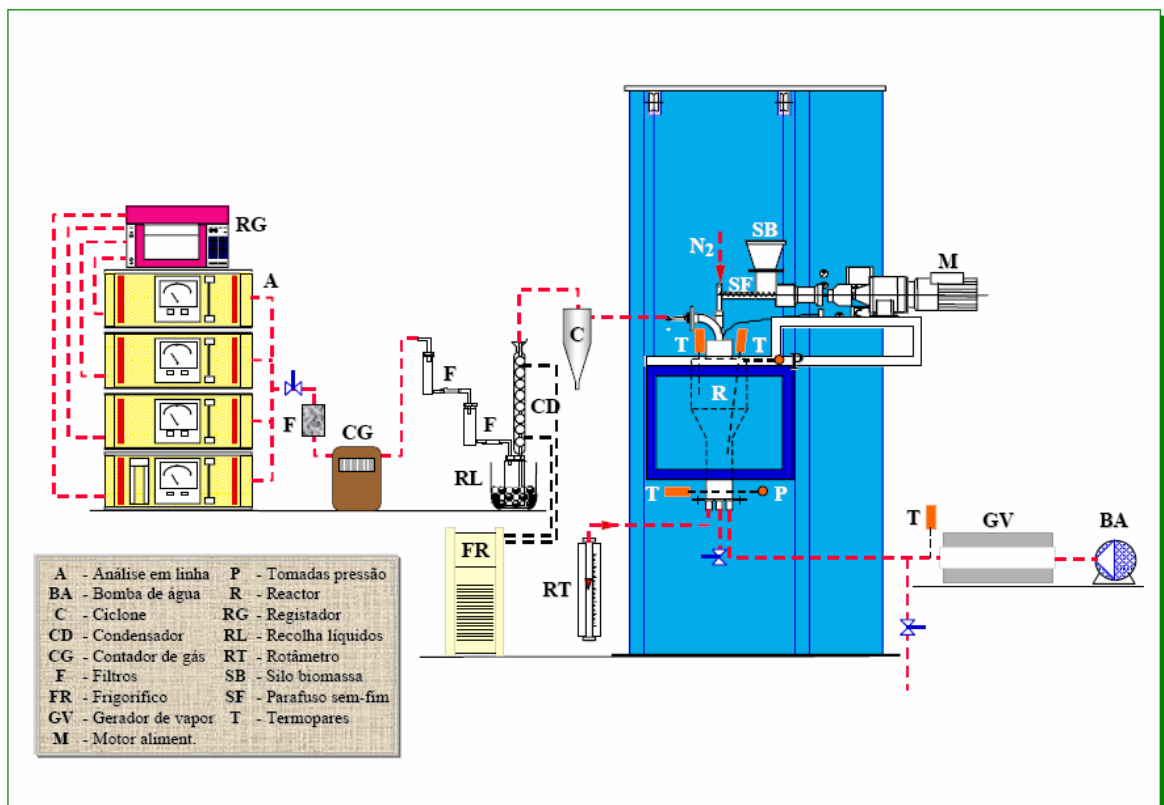 RG
A
F
CG
F
F
CD
RL
C
FR
RT
N2
SB
SF
M
T
T
P
R
T
P
T
GV
BA
A - Análise em linha
BA - Bomba de água
C - Ciclone
CD - Condensador
CG - Contador de gás
F - Filtros
FR - Frigorifico
GV - Gerador de vapor
M - Motor aliment.
P - Tomadas pressão
R - Reactor
RG - Registador
RL - Recolha líquidos
RT - Rotâmetro
SB - Silo biomassa
SF - Parafuso sem-fim
T - Termopares